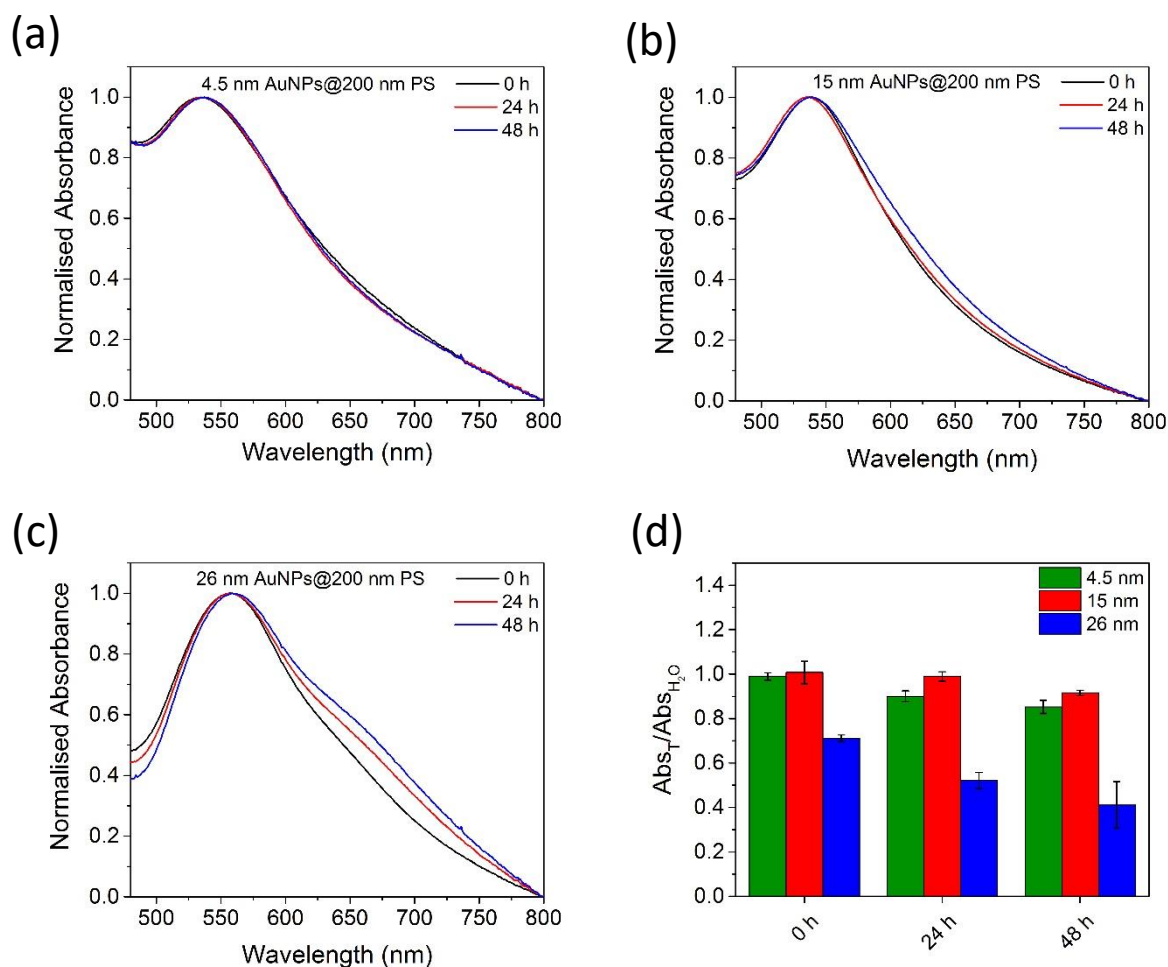 (a)
4.5 nm AuNPs@200 nm PS
0 h
24 h
48 h
1.0
0.8
0.6
0.4
0.2
0.0
Normalised Absorbance
500 550 600 650 700 750 800
Wavelength (nm)
(b)
15 nm AuNPs@200 nm PS
0 h
24 h
48 h
1.0
0.8
0.6
0.4
0.2
0.0
Normalised Absorbance
500 550 600 650 700 750 800
Wavelength (nm)
(c)
26 nm AuNPs@200 nm PS
0 h
24 h
48 h
1.0
0.8
0.6
0.4
0.2
0.0
Normalised Absorbance
500 550 600 650 700 750 800
Wavelength (nm)
(d)
4.5 nm
15 nm
26 nm
1.4
1.2
1.0
0.8
0.6
0.4
0.2
0.0
Abs_T/Abs_H₂O
0 h 24 h 48 h